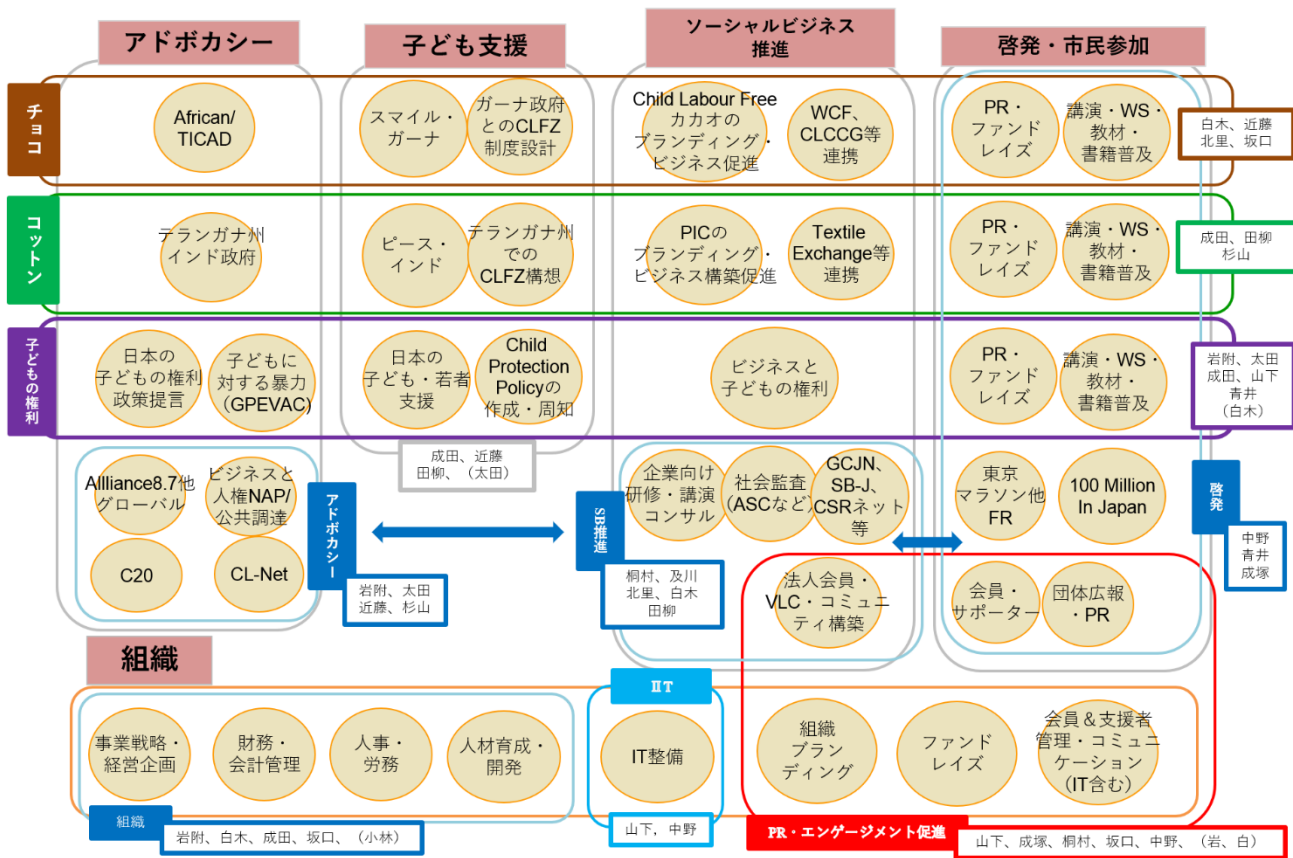 アドボカシー
子ども支援
ソーシャルビジネス
推進
啓発・市民参加
チョコ
African/
TICAD
スマイル・
ガーナ
ガーナ政府
とのCLFZ
制度設計
Child Labour Free
カカオの
ブランディング・
ビジネス促進
WCF、
CLCCG等
連携
PR・
ファンド
レイズ
講演・WS・
教材・
書籍普及
白木、近藤
北里、坂口
コットン
テランガナ州
インド政府
ピース・
インド
テランガナ州
での
CLFZ構想
PICの
ブランディング・
ビジネス構築促進
Textile
Exchange等
連携
PR・
ファンド
レイズ
講演・WS・
教材・
書籍普及
成田、田柳
杉山
子どもの権利
日本の
子どもの権利
政策提言
子どもに
対する暴力
（GPEVAC)
日本の
子ども・若者
支援
Child
Protection
Policyの
作成・周知
ビジネスと
子どもの権利
PR・
ファンド
レイズ
講演・WS・
教材・
書籍普及
岩附、太田
成田、山下
青井
（白木）
成田、近藤
田柳、（太田）
Allliance8.7他
グローバル
ビジネスと
人権NAP/
公共調達
C20
CL-Net
アドボカシー
岩附、太田
近藤、杉山
SB推進
桐村、及川
北里、白木
田柳
企業向け
研修・講演
コンサル
社会監査
（ASCなど）
GCJN、
SB-J、
CSRネット
等
法人会員・
VLC・コミュニ
ティ構築
東京
マラソン他
FR
100 Million
In Japan
啓発
中野
青井
成塚
会員・
サポーター
団体広報
・PR
組織
事業戦略・
経営企画
財務・
会計管理
人事・
労務
人材育成・
開発
組織
岩附、白木、成田、坂口、（小林）
IIT
IT整備
山下，中野
組織
ブラン
ディング
ファンド
レイズ
会員＆支援者
管理・コミュニ
ケーション
（IT含む）
PR・エンゲージメント促進
山下、成塚、桐村、坂口、中野、（岩、白）